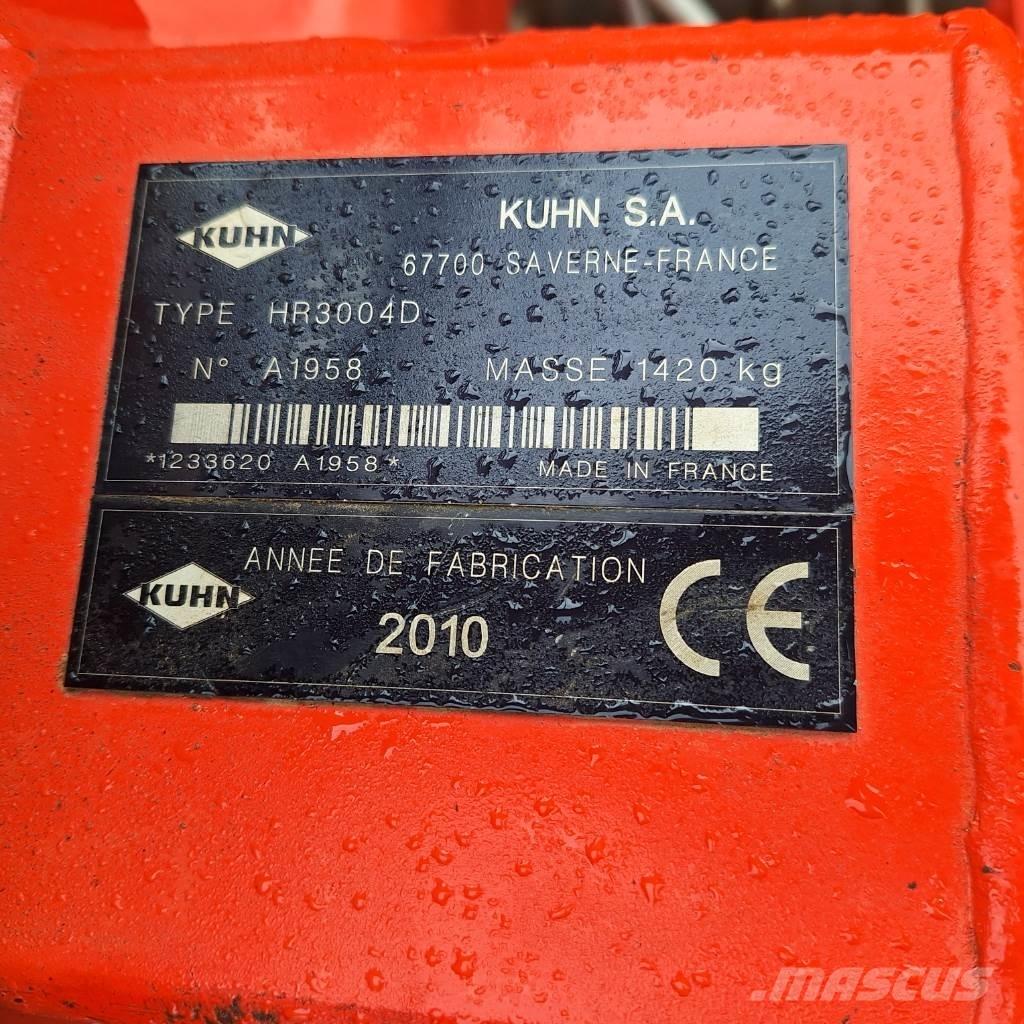 KUHN
KUHN S.A.
67700 SAVERNE-FRANCE
TYPE HR3004D
N° A1958 MASSE 1420 kg
*1233620 A1958* MADE IN FRANCE
KUHN
ANNEE DE FABRICATION
2010
CE
MASCUS